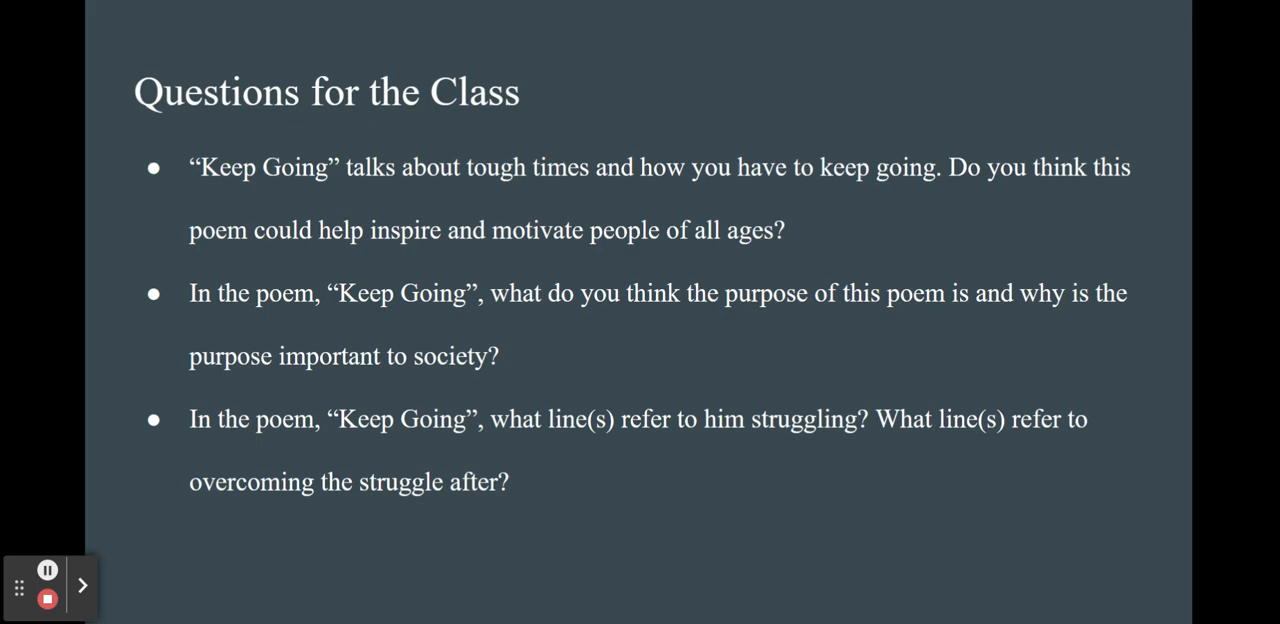 Questions for the Class
● “Keep Going” talks about tough times and how you have to keep going. Do you think this
poem could help inspire and motivate people of all ages?
● In the poem, “Keep Going”, what do you think the purpose of this poem is and why is the
purpose important to society?
● In the poem, “Keep Going”, what line(s) refer to him struggling? What line(s) refer to
overcoming the struggle after?